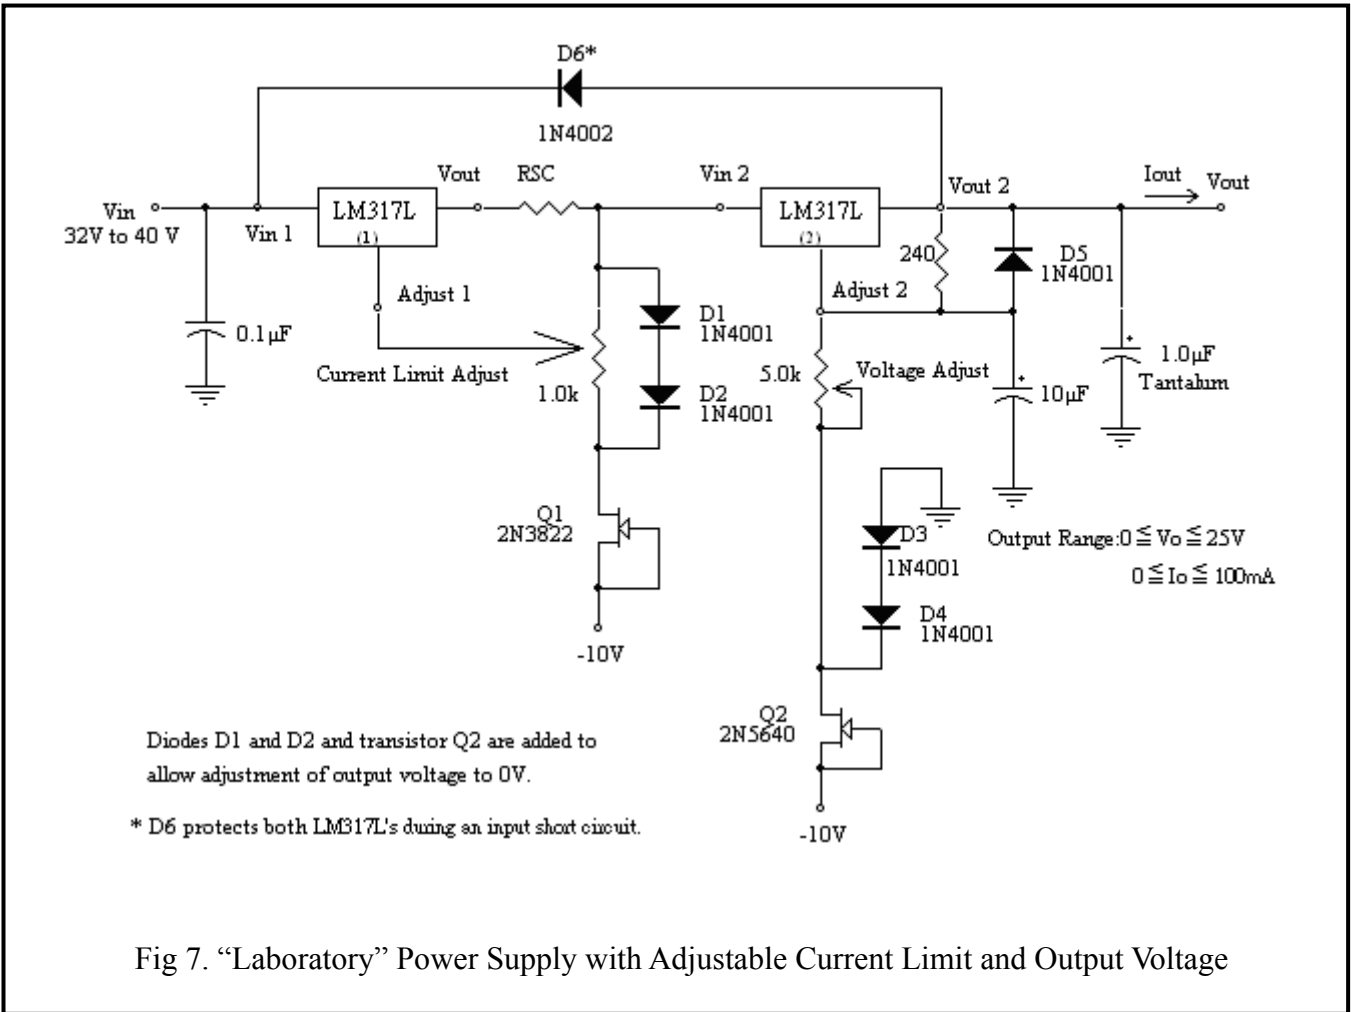 D6*
1N4002
Vin
32V to 40 V
Vin 1
LM317L
(1)
Vout
RSC
Vin 2
LM317L
(2)
Vout 2
Iout
Vout
0.1µF
Adjust 1
Current Limit Adjust
1.0k
D1
1N4001
D2
1N4001
240
Adjust 2
5.0k
Voltage Adjust
D5
1N4001
+
10µF
+
1.0µF
Tantalum
Q1
2N3822
-10V
D3
1N4001
D4
1N4001
Output Range:0 ≦ Vo ≦ 25V
0 ≦ Io ≦ 100mA
Q2
2N5640
-10V
Diodes D1 and D2 and transistor Q2 are added to
allow adjustment of output voltage to 0V.
* D6 protects both LM317L's during an input short circuit.
Fig 7. “Laboratory” Power Supply with Adjustable Current Limit and Output Voltage